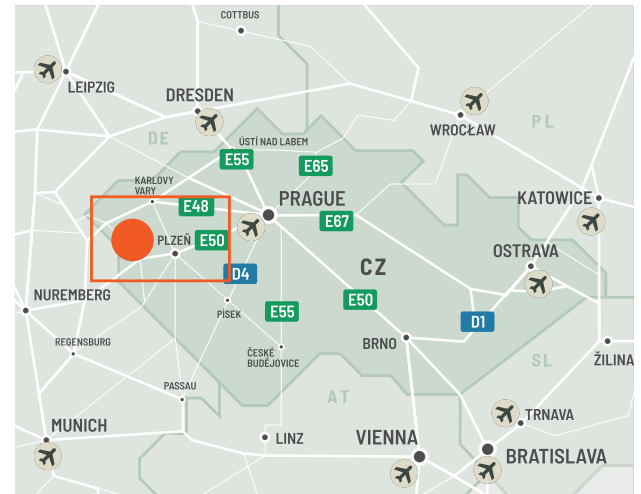 COTTBUS
LEIPZIG
DRESDEN
DE
PL
WROCŁAW
ÚSTÍ NAD LABEM
E55
E65
KARLOVY
VARY
E48
PRAGUE
E67
KATOWICE
PLZEŇ
E50
CZ
OSTRAVA
D4
NUREMBERG
PÍSEK
E55
E50
D1
REGENSBURG
ČESKÉ
BUDĚJOVICE
BRNO
SL
ŽILINA
PASSAU
AT
MUNICH
LINZ
VIENNA
TRNAVA
BRATISLAVA